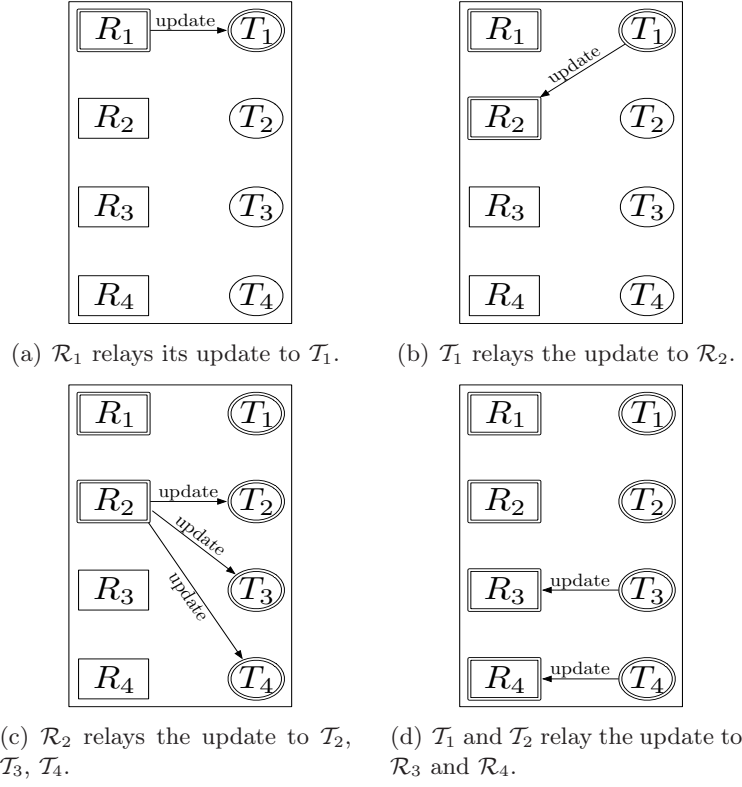 R1 update T1
R2 T2
R3 T3
R4 T4
(a) R1 relays its update to T1.
R1 T1
update
R2 T2
R3 T3
R4 T4
(b) T1 relays the update to R2.
R1 T1
R2 update T2
update
R3 T3
update
R4 T4
(c) R2 relays the update to T2,
T3, T4.
R1 T1
R2 T2
R3 update T3
R4 update T4
(d) T1 and T2 relay the update to
R3 and R4.